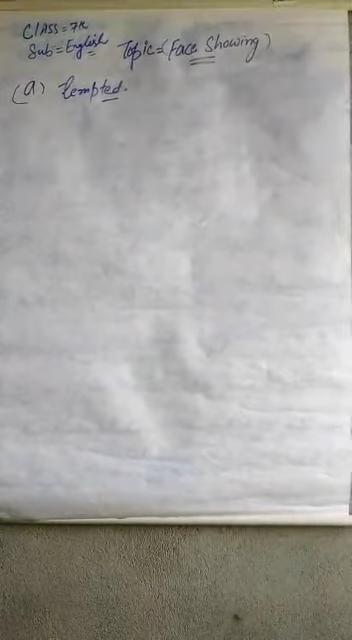 Class = 7th
Sub = English Topic = (Face Showing)
(a) tempted.